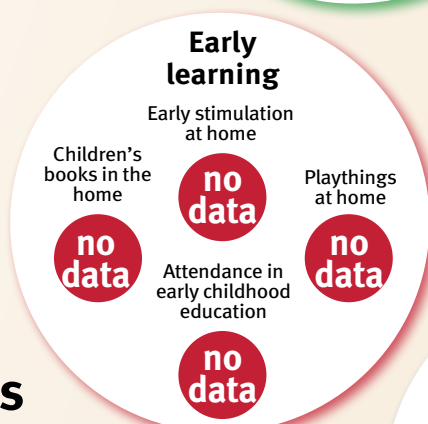 Early
learning
Early stimulation
at home
no
data
Children's
books in the
home
no
data
Playthings
at home
no
data
Attendance in
early childhood
education
no
data
s